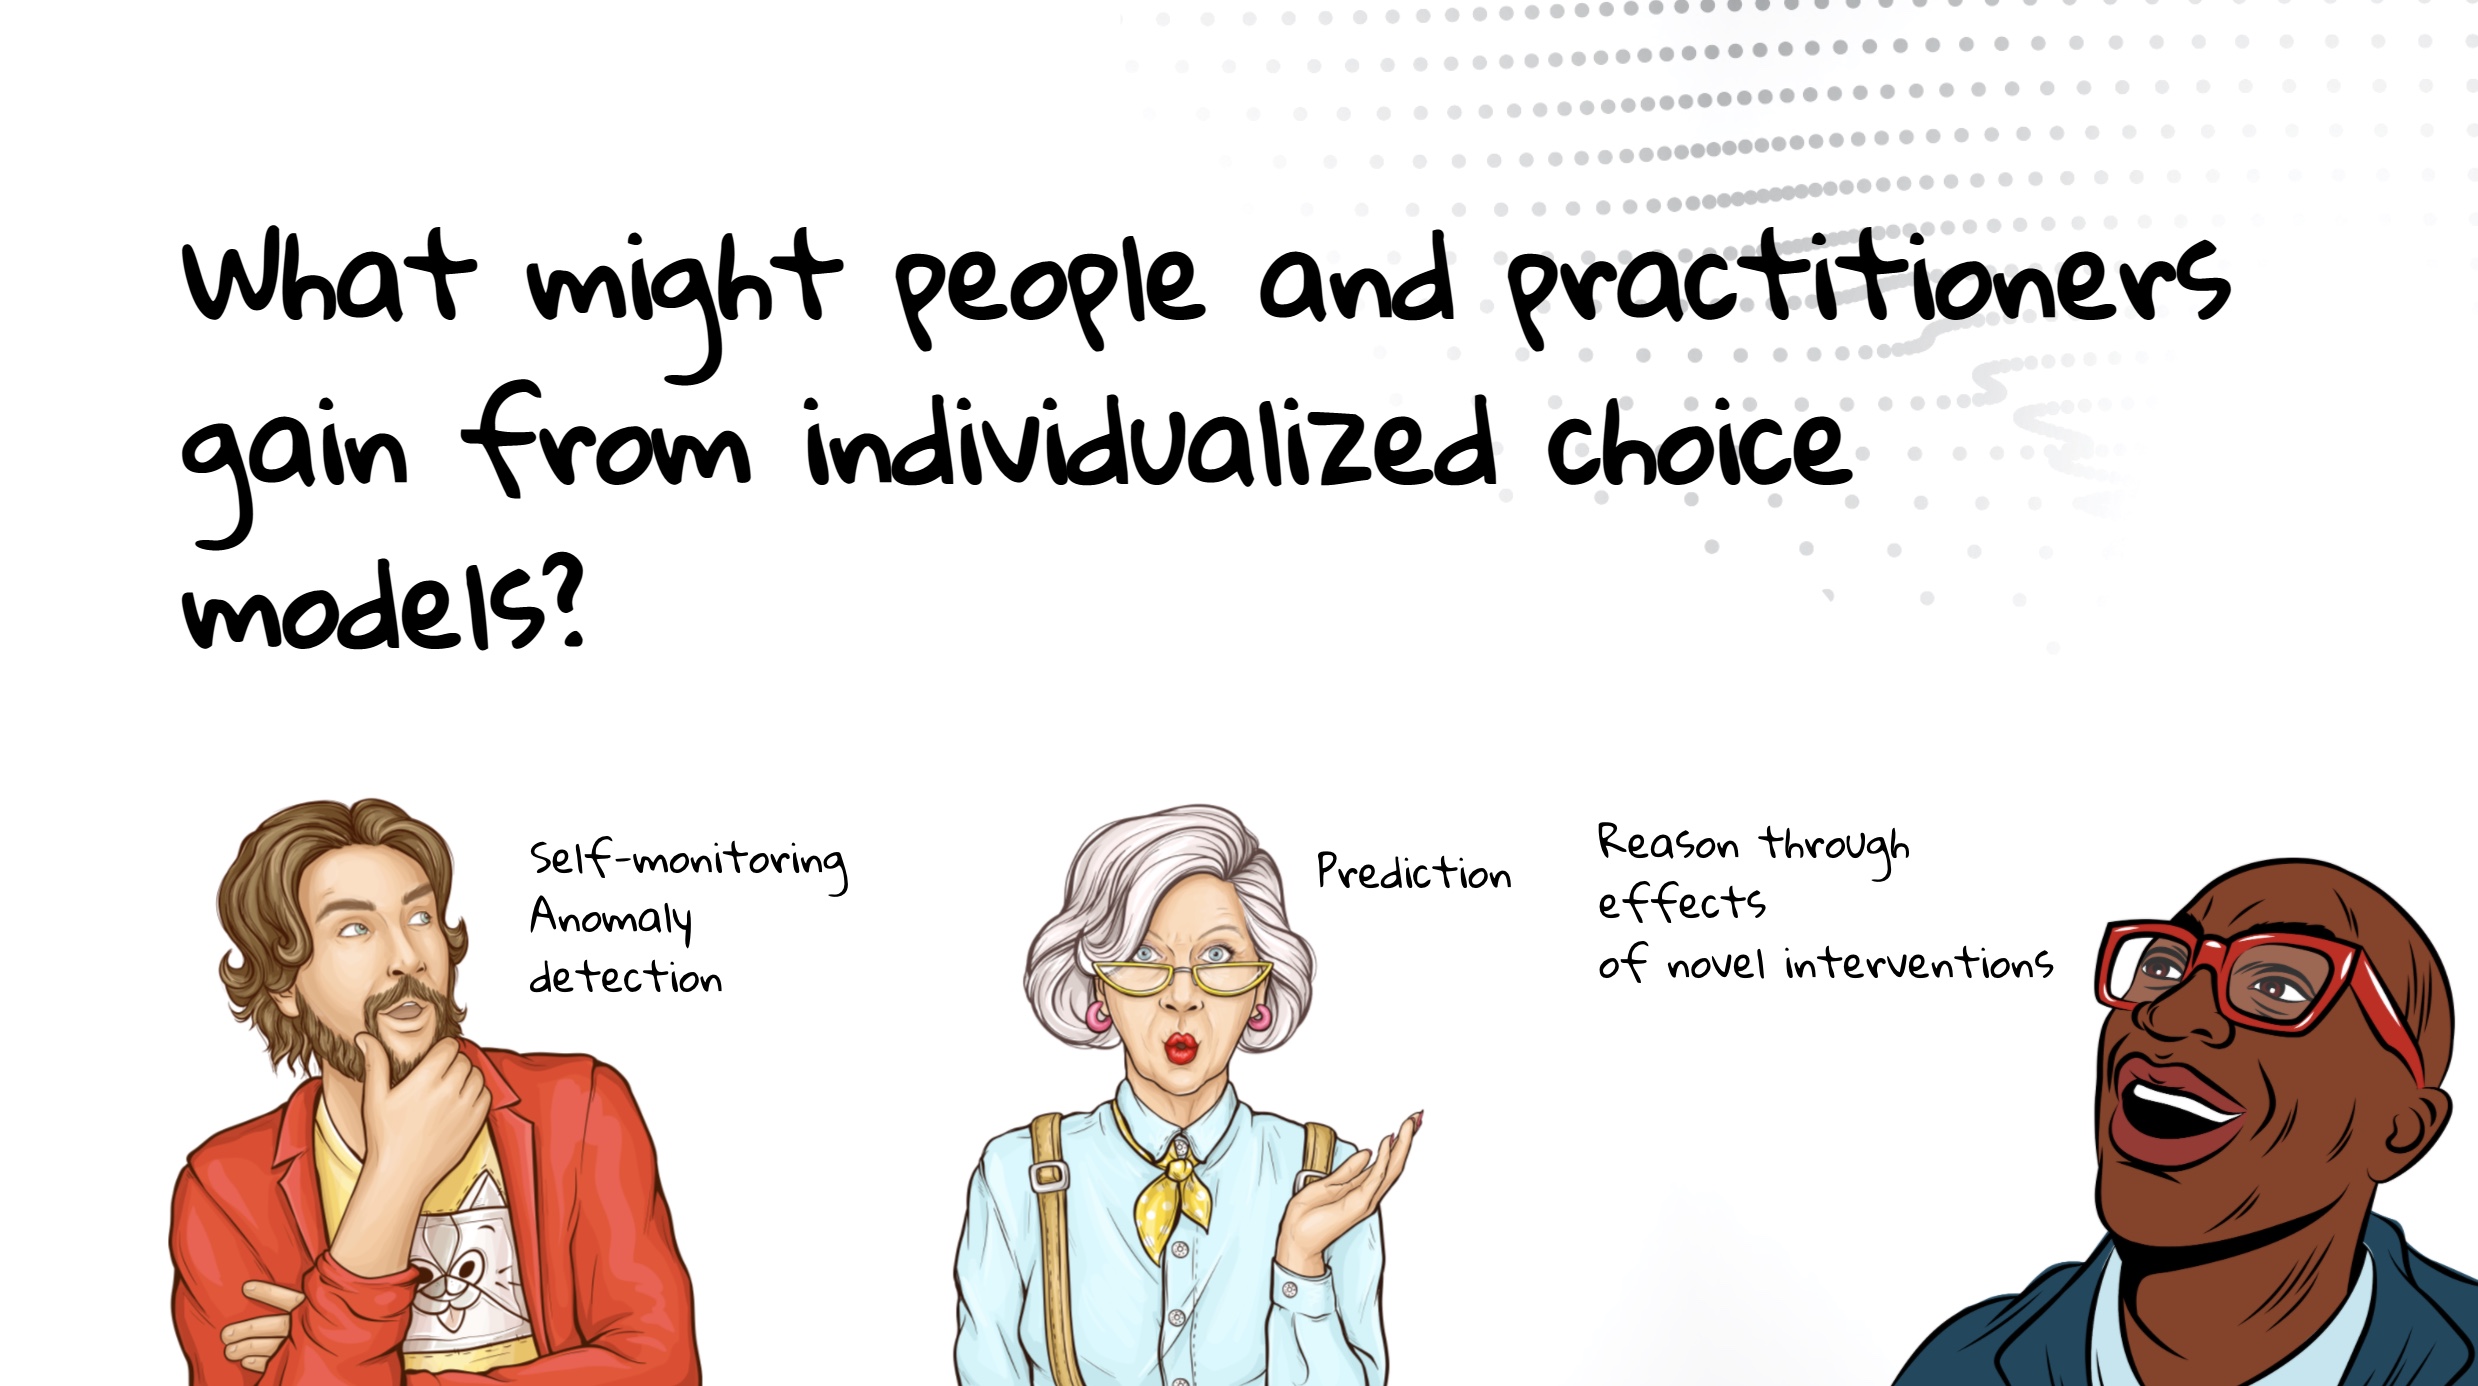 What might people and practitioners
gain from individualized choice
models?
Self-monitoring
Anomaly
detection
Prediction
Reason through
effects
of novel interventions